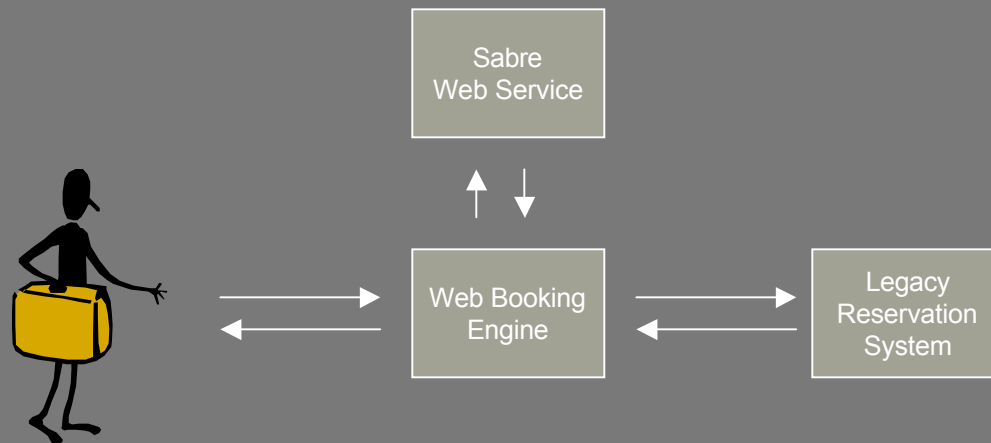 Sabre
Web Service
Web Booking
Engine
Legacy
Reservation
System